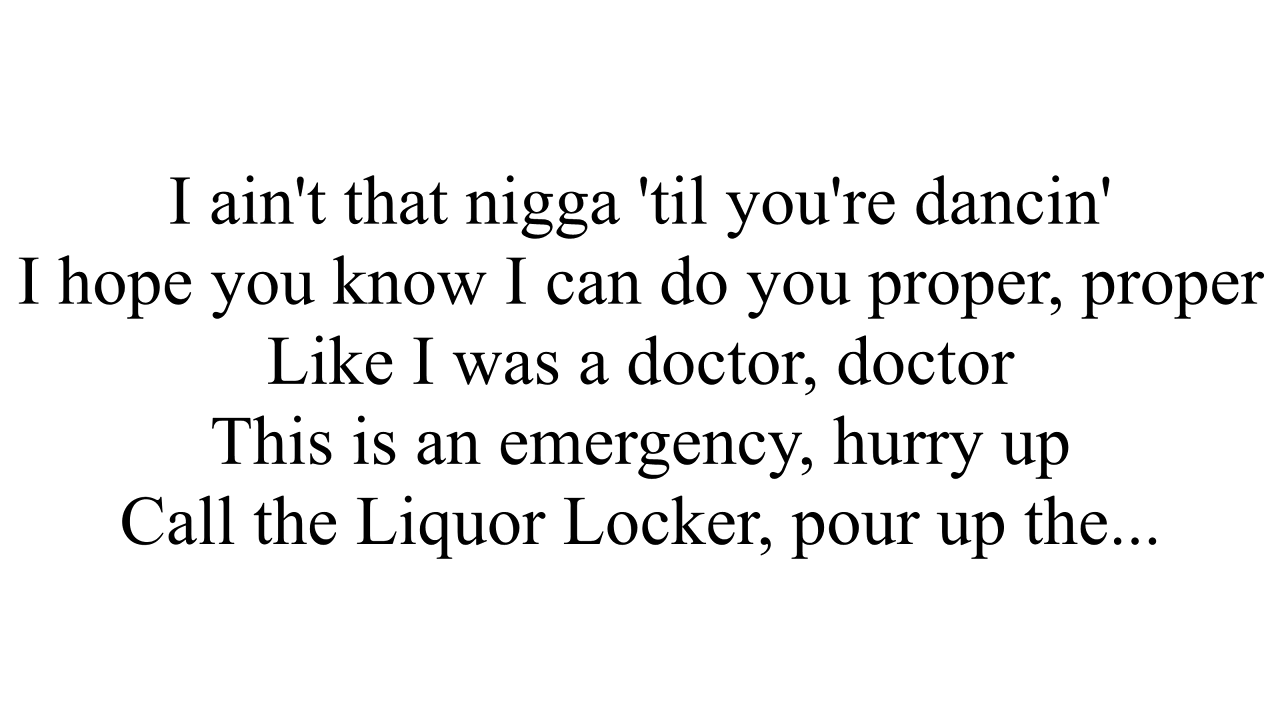 I ain't that nigga 'til you're dancin'
I hope you know I can do you proper, proper
Like I was a doctor, doctor
This is an emergency, hurry up
Call the Liquor Locker, pour up the...